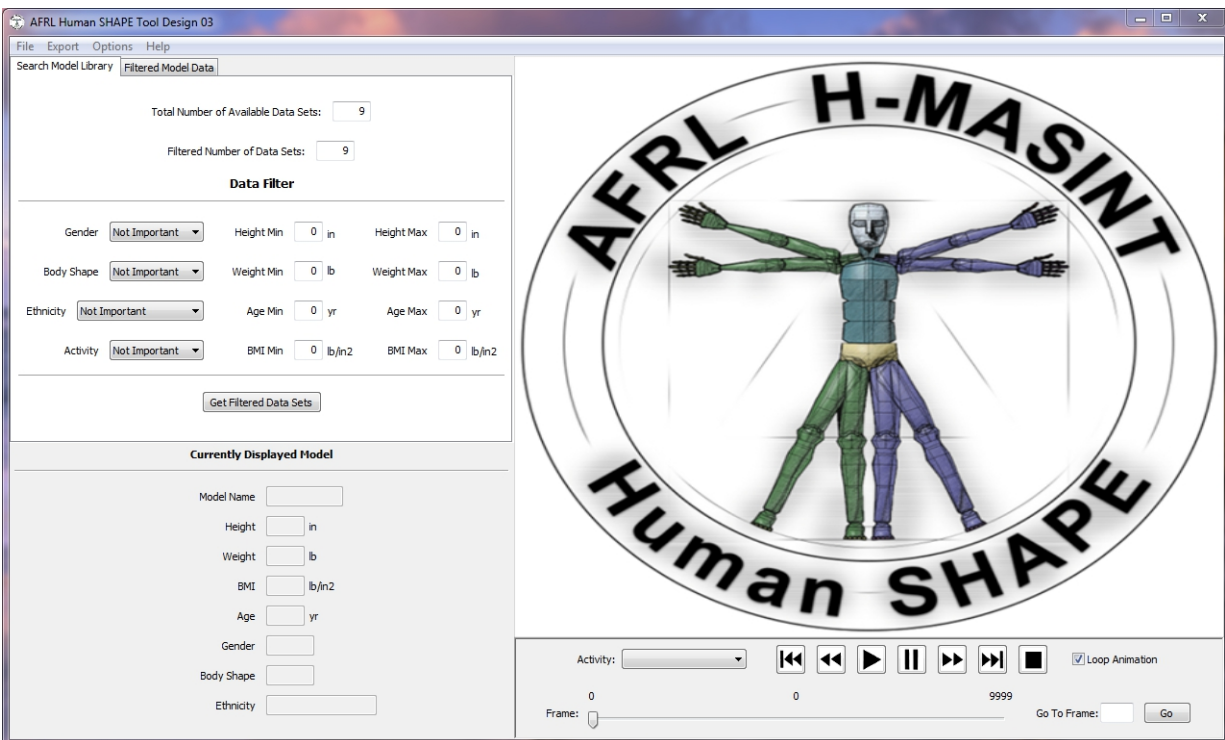 AFRL Human SHAPE Tool Design 03
File Export Options Help
Search Model Library Filtered Model Data
Total Number of Available Data Sets: 9
Filtered Number of Data Sets: 9
Data Filter
Gender Not Important Height Min 0 in Height Max 0 in
Body Shape Not Important Weight Min 0 lb Weight Max 0 lb
Ethnicity Not Important Age Min 0 yr Age Max 0 yr
Activity Not Important BMI Min 0 lb/in2 BMI Max 0 lb/in2
Get Filtered Data Sets
Currently Displayed Model
Model Name
Height in
Weight lb
BMI lb/in2
Age yr
Gender
Body Shape
Ethnicity
AFRL H-MASINT
Human SHAPE
Activity: Loop Animation
0 0 9999
Frame: Go To Frame: Go